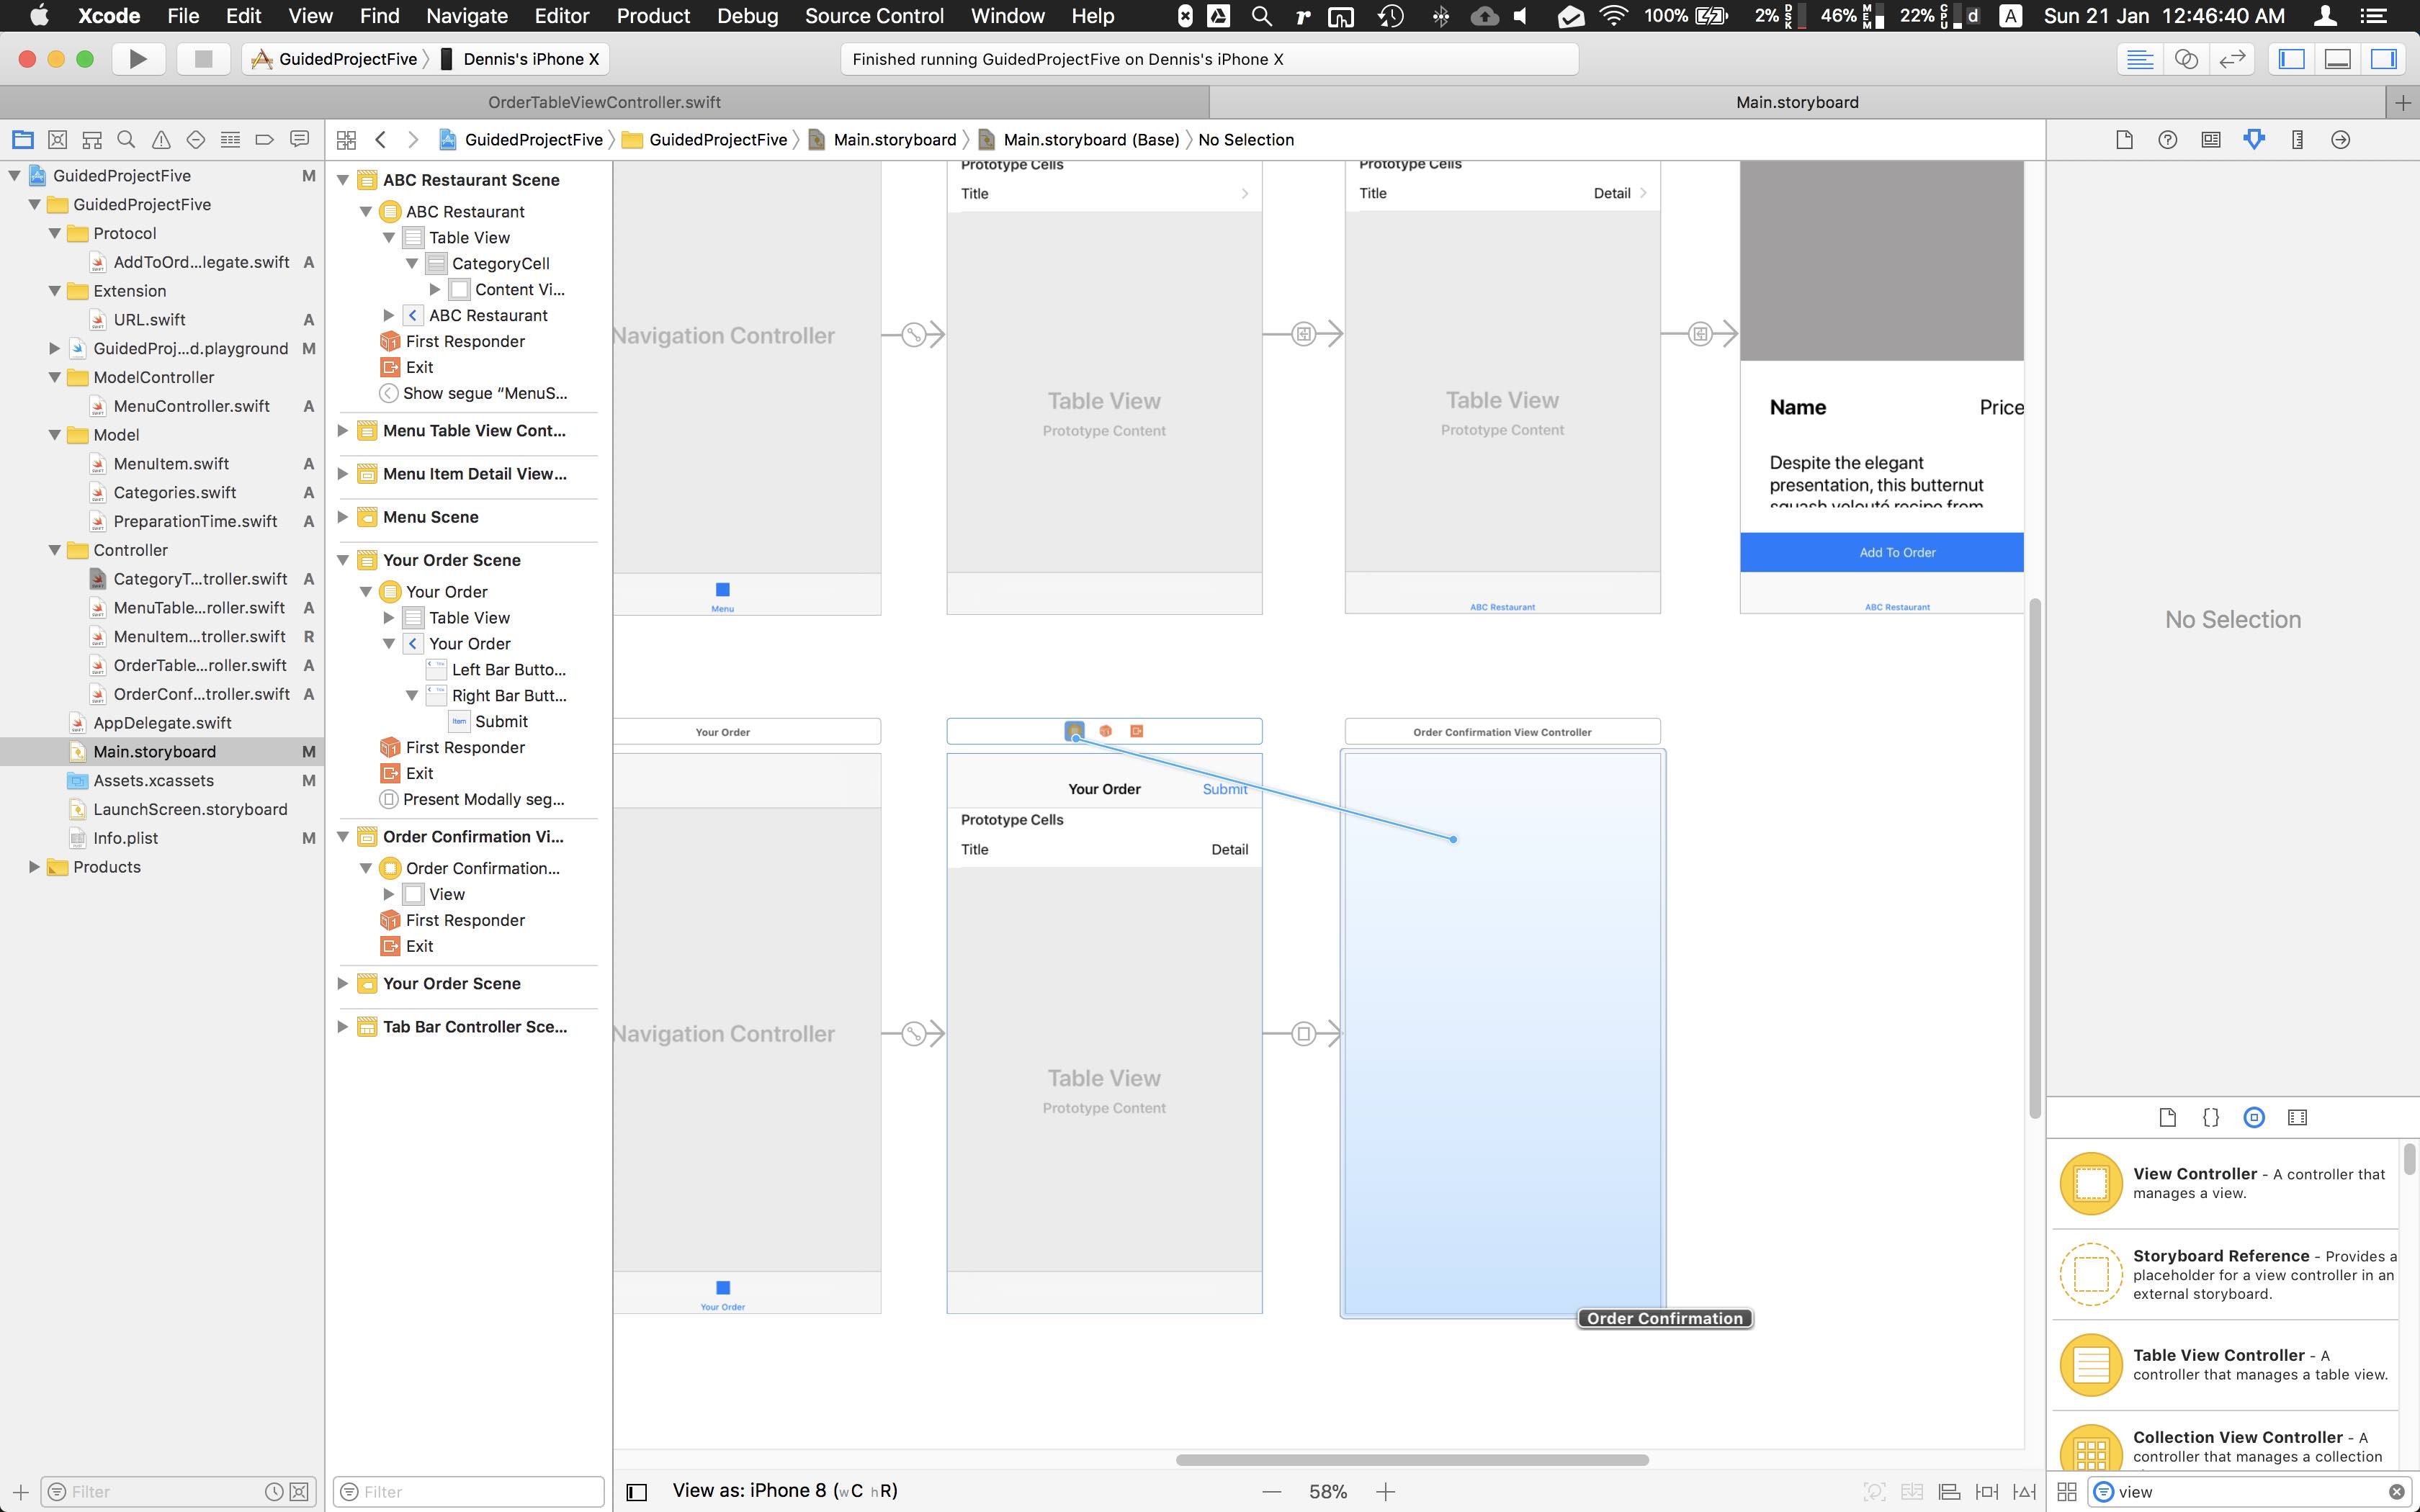 Xcode File Edit View Find Navigate Editor Product Debug Source Control Window Help 100% 2% DSK 46% MEM 22% CPU d A Sun 21 Jan 12:46:40 AM
GuidedProjectFive Dennis's iPhone X
Finished running GuidedProjectFive on Dennis's iPhone X
OrderTableViewController.swift
Main.storyboard
GuidedProjectFive GuidedProjectFive Main.storyboard Main.storyboard (Base) No Selection
GuidedProjectFive M
GuidedProjectFive
Protocol
AddToOrd...legate.swift A
Extension
URL.swift A
GuidedProj...d.playground M
ModelController
MenuController.swift A
Model
MenuItem.swift A
Categories.swift A
PreparationTime.swift A
Controller
CategoryT...troller.swift A
MenuTable...roller.swift A
MenuItem...troller.swift R
OrderTable...roller.swift A
OrderConf...troller.swift A
AppDelegate.swift
Main.storyboard M
Assets.xcassets M
LaunchScreen.storyboard
Info.plist M
Products
Filter
ABC Restaurant Scene
ABC Restaurant
Table View
CategoryCell
Content Vi...
ABC Restaurant
First Responder
Exit
Show segue “MenuS...
Menu Table View Cont...
Menu Item Detail View...
Menu Scene
Your Order Scene
Your Order
Table View
Your Order
Left Bar Butto...
Right Bar Butt...
Item Submit
First Responder
Exit
Present Modally seg...
Order Confirmation Vi...
Order Confirmation...
View
First Responder
Exit
Your Order Scene
Tab Bar Controller Sce...
Filter
Navigation Controller
Menu
Prototype Cells
Title
Table View
Prototype Content
Prototype Cells
Title Detail
Table View
Prototype Content
ABC Restaurant
Name Price
Despite the elegant
presentation, this butternut
squash velouté recipe from
Add To Order
ABC Restaurant
Your Order
Navigation Controller
Your Order
Your Order Submit
Prototype Cells
Title Detail
Table View
Prototype Content
Order Confirmation View Controller
Order Confirmation
View as: iPhone 8 (wC hR)
58%
No Selection
View Controller - A controller that
manages a view.
Storyboard Reference - Provides a
placeholder for a view controller in an
external storyboard.
Table View Controller - A
controller that manages a table view.
Collection View Controller - A
controller that manages a collection
view